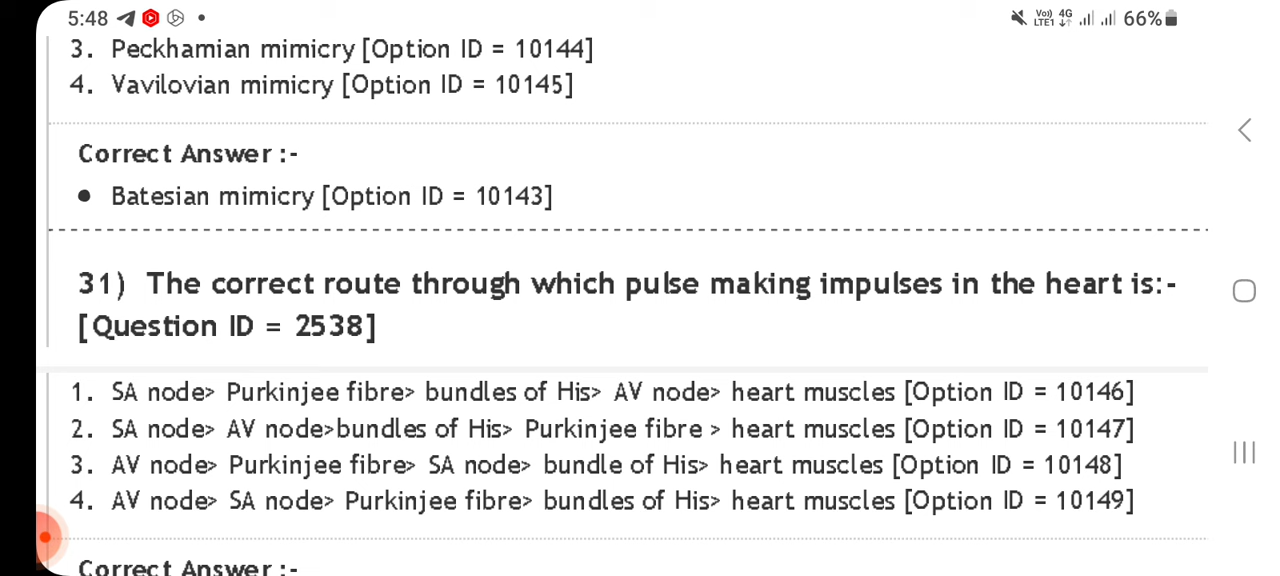 5:48
Vo) 4G LTE1 66%
3. Peckhamian mimicry [Option ID = 10144]
4. Vavilovian mimicry [Option ID = 10145]
Correct Answer :-
• Batesian mimicry [Option ID = 10143]
31) The correct route through which pulse making impulses in the heart is:-
[Question ID = 2538]
1. SA node> Purkinjee fibre> bundles of His> AV node> heart muscles [Option ID = 10146]
2. SA node> AV node>bundles of His> Purkinjee fibre > heart muscles [Option ID = 10147]
3. AV node> Purkinjee fibre> SA node> bundle of His> heart muscles [Option ID = 10148]
4. AV node> SA node> Purkinjee fibre> bundles of His> heart muscles [Option ID = 10149]
Correct Answer :-